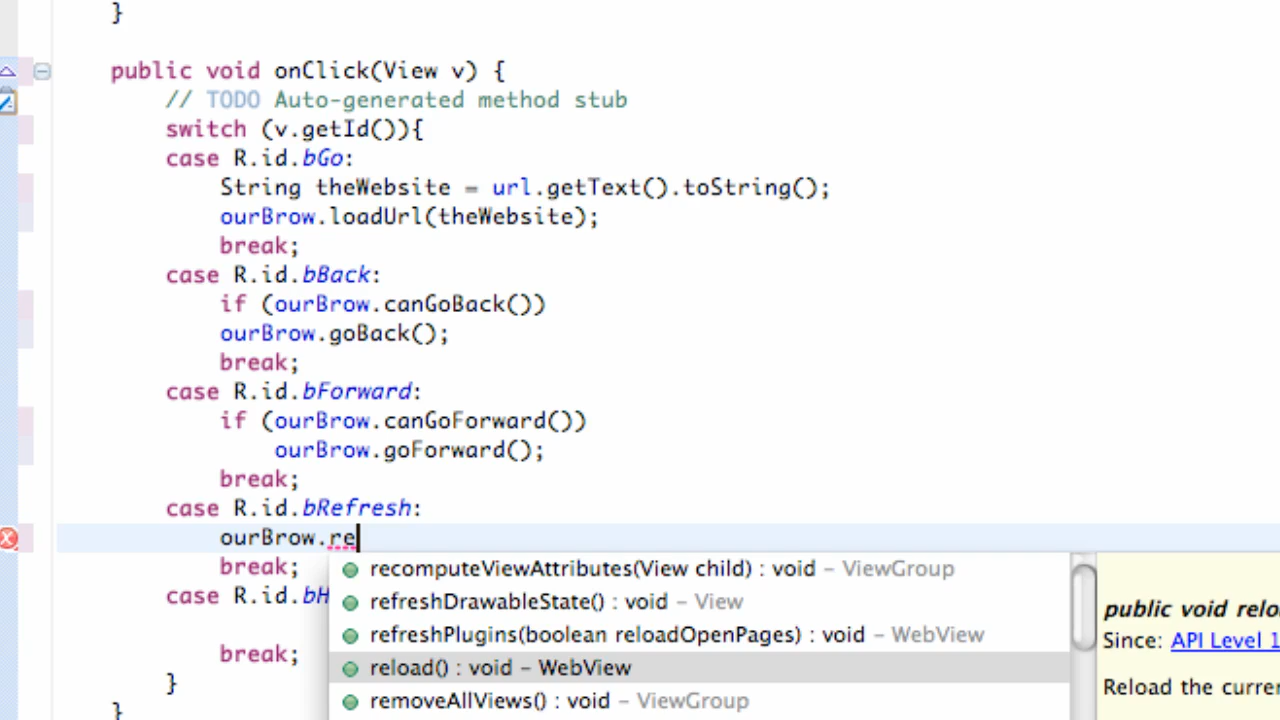 }
public void onClick(View v) {
// TODO Auto-generated method stub
switch (v.getId()){
case R.id.bGo:
String theWebsite = url.getText().toString();
ourBrow.loadUrl(theWebsite);
break;
case R.id.bBack:
if (ourBrow.canGoBack())
ourBrow.goBack();
break;
case R.id.bForward:
if (ourBrow.canGoForward())
ourBrow.goForward();
break;
case R.id.bRefresh:
ourBrow.re
break;
case R.id.bH
break;
}
}
recomputeViewAttributes(View child) : void – ViewGroup
refreshDrawableState() : void – View
refreshPlugins(boolean reloadOpenPages) : void – WebView
reload() : void – WebView
removeAllViews() : void – ViewGroup
public void relo
Since: API Level 1
Reload the curre